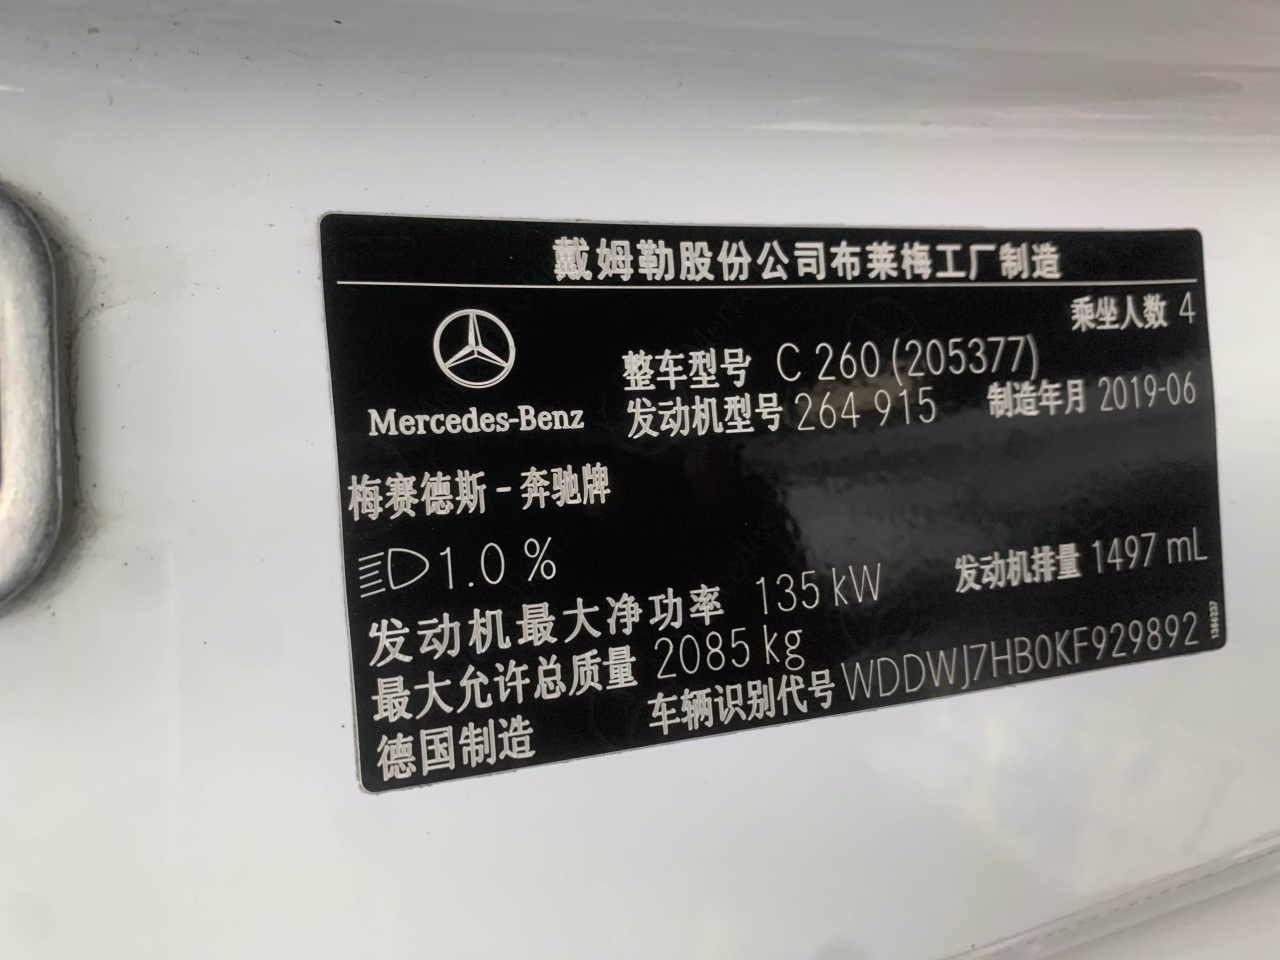 戴姆勒股份公司布莱梅工厂制造
乘坐人数 4
整车型号 C 260 (205377)
Mercedes-Benz
发动机型号 264 915 制造年月 2019-06
梅赛德斯-奔驰牌
1.0 %
发动机最大净功率 135 kW 发动机排量 1497 mL
最大允许总质量 2085 kg
德国制造 车辆识别代号 WDDWJ7HB0KF929892